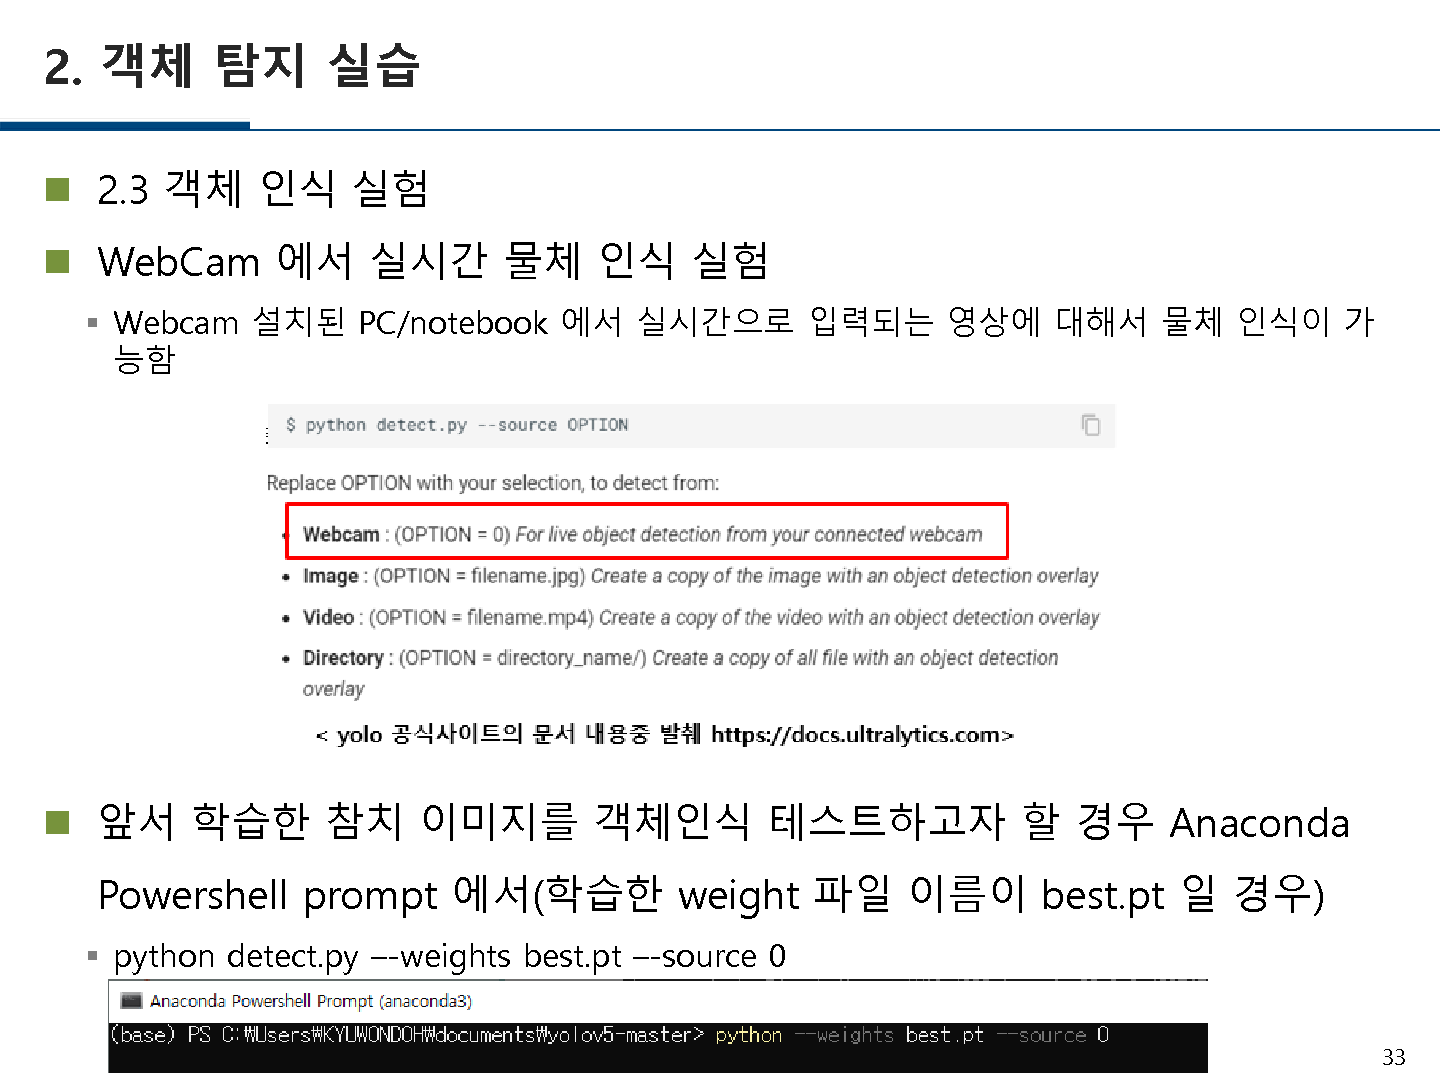 2. 객체 탐지 실습
2.3 객체 인식 실험
WebCam 에서 실시간 물체 인식 실험
Webcam 설치된 PC/notebook 에서 실시간으로 입력되는 영상에 대해서 물체 인식이 가
능함
$ python detect.py --source OPTION
Replace OPTION with your selection, to detect from:
• Webcam : (OPTION = 0) For live object detection from your connected webcam
• Image : (OPTION = filename.jpg) Create a copy of the image with an object detection overlay
• Video : (OPTION = filename.mp4) Create a copy of the video with an object detection overlay
• Directory : (OPTION = directory_name/) Create a copy of all file with an object detection
overlay
< yolo 공식사이트의 문서 내용중 발췌 https://docs.ultralytics.com>
앞서 학습한 참치 이미지를 객체인식 테스트하고자 할 경우 Anaconda
Powershell prompt 에서(학습한 weight 파일 이름이 best.pt 일 경우)
python detect.py –-weights best.pt –-source 0
Anaconda Powershell Prompt (anaconda3)
(base) PS C:₩Users₩KYUWONDOH₩documents₩yolov5-master> python --weights best.pt --source 0
33